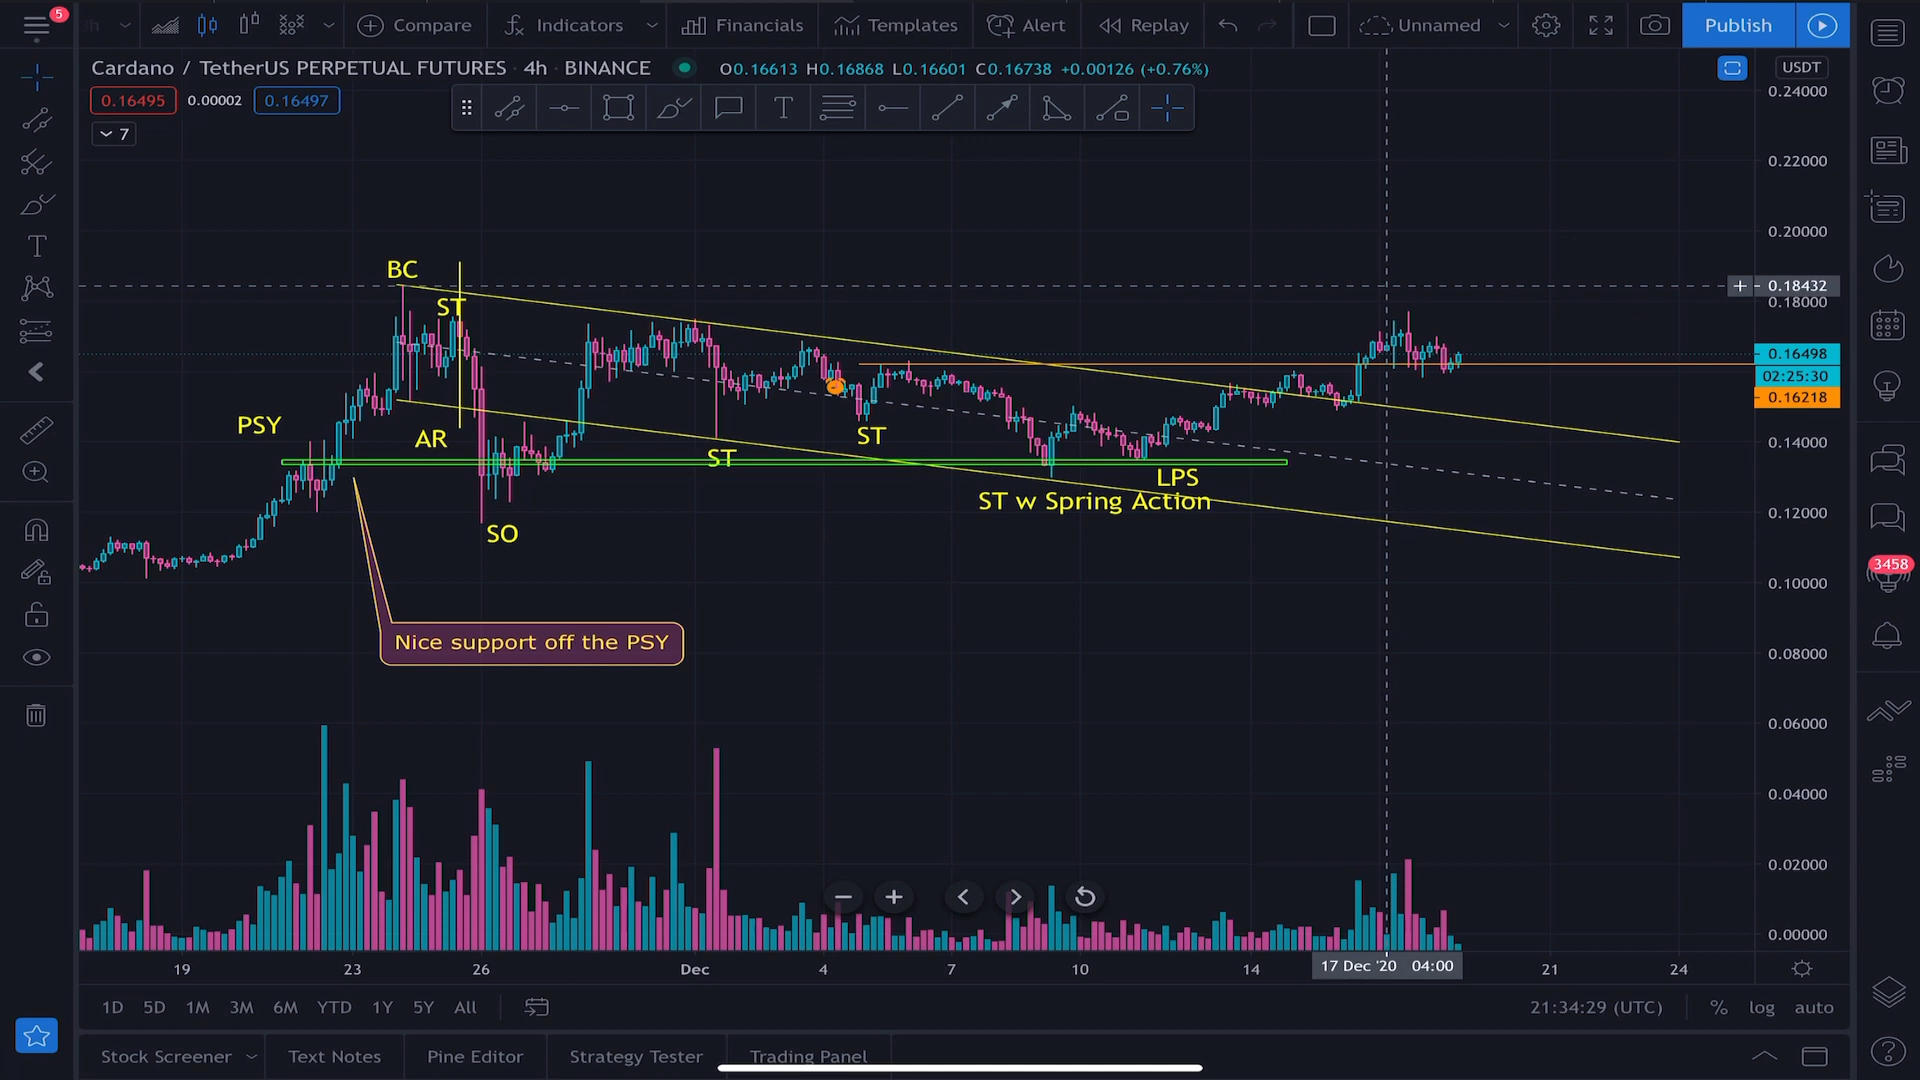 5
h
Compare
Indicators
Financials
Templates
Alert
Replay
Unnamed
Publish
Cardano / TetherUS PERPETUAL FUTURES · 4h · BINANCE
O0.16613 H0.16868 L0.16601 C0.16738 +0.00126 (+0.76%)
USDT
0.16495 0.00002 0.16497
7
0.24000
0.22000
0.20000
0.18432
0.18000
0.16498
02:25:30
0.16218
0.14000
0.12000
0.10000
0.08000
0.06000
0.04000
0.02000
0.00000
BC
ST
PSY
AR
ST
ST
LPS
ST w Spring Action
SO
Nice support off the PSY
3458
19 23 26 Dec 4 7 10 14 17 Dec '20 04:00 21 24
1D 5D 1M 3M 6M YTD 1Y 5Y All
21:34:29 (UTC) % log auto
Stock Screener
Text Notes
Pine Editor
Strategy Tester
Trading Panel